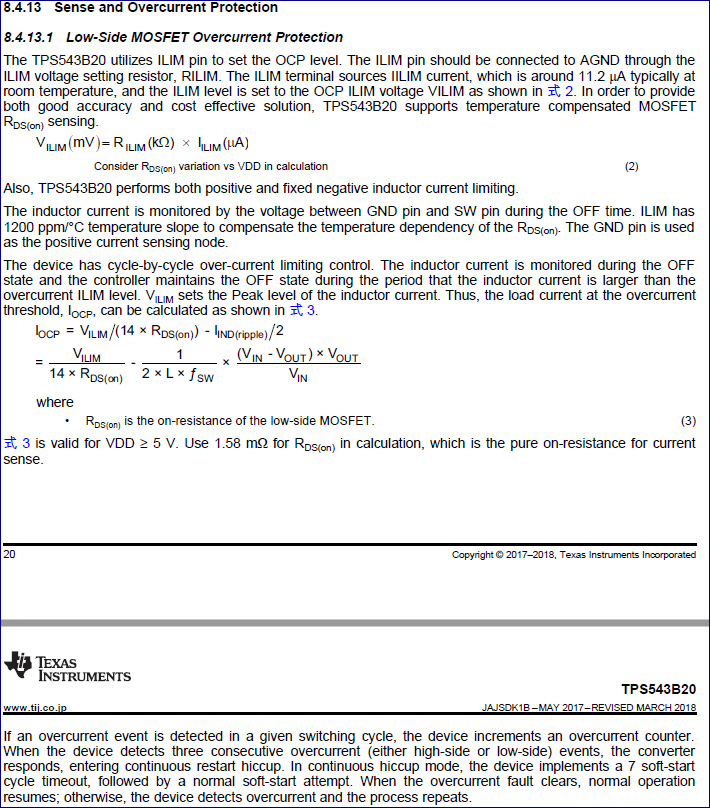 8.4.13 Sense and Overcurrent Protection
8.4.13.1 Low-Side MOSFET Overcurrent Protection
The TPS543B20 utilizes ILIM pin to set the OCP level. The ILIM pin should be connected to AGND through the
ILIM voltage setting resistor, RILIM. The ILIM terminal sources IILIM current, which is around 11.2 μA typically at
room temperature, and the ILIM level is set to the OCP ILIM voltage VILIM as shown in 式 2. In order to provide
both good accuracy and cost effective solution, TPS543B20 supports temperature compensated MOSFET
RDS(on) sensing.
VILIM(mV)= RILIM(kΩ) × IILIM(μA)
Consider RDS(on) variation vs VDD in calculation (2)
Also, TPS543B20 performs both positive and fixed negative inductor current limiting.
The inductor current is monitored by the voltage between GND pin and SW pin during the OFF time. ILIM has
1200 ppm/°C temperature slope to compensate the temperature dependency of the RDS(on). The GND pin is used
as the positive current sensing node.
The device has cycle-by-cycle over-current limiting control. The inductor current is monitored during the OFF
state and the controller maintains the OFF state during the period that the inductor current is larger than the
overcurrent ILIM level. VILIM sets the Peak level of the inductor current. Thus, the load current at the overcurrent
threshold, IOCP, can be calculated as shown in 式 3.
IOCP = VILIM/(14 × RDS(on)) - IIND(ripple)/2
= VILIM / 14 × RDS(on) - 1 / 2 × L × fSW × (VIN - VOUT) × VOUT / VIN
where
• RDS(on) is the on-resistance of the low-side MOSFET. (3)
式 3 is valid for VDD ≥ 5 V. Use 1.58 mΩ for RDS(on) in calculation, which is the pure on-resistance for current
sense.
20 Copyright © 2017–2018, Texas Instruments Incorporated
TEXAS
INSTRUMENTS
TPS543B20
www.tij.co.jp JAJSDK1B –MAY 2017–REVISED MARCH 2018
If an overcurrent event is detected in a given switching cycle, the device increments an overcurrent counter.
When the device detects three consecutive overcurrent (either high-side or low-side) events, the converter
responds, entering continuous restart hiccup. In continuous hiccup mode, the device implements a 7 soft-start
cycle timeout, followed by a normal soft-start attempt. When the overcurrent fault clears, normal operation
resumes; otherwise, the device detects overcurrent and the process repeats.